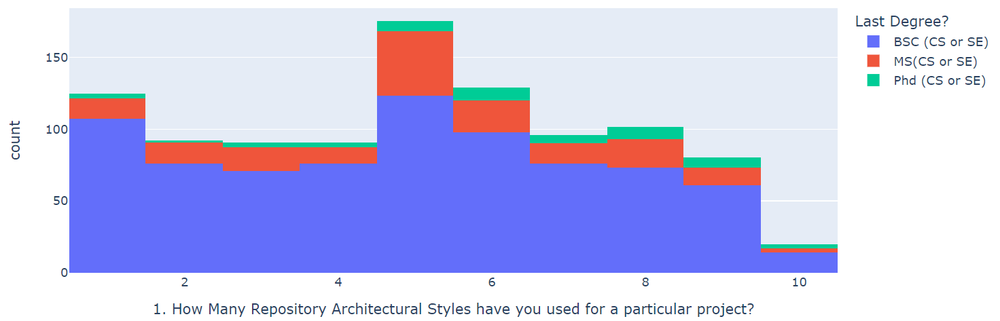 Last Degree?
BSC (CS or SE)
MS(CS or SE)
Phd (CS or SE)
count
150
100
50
0
2 4 6 8 10
1. How Many Repository Architectural Styles have you used for a particular project?